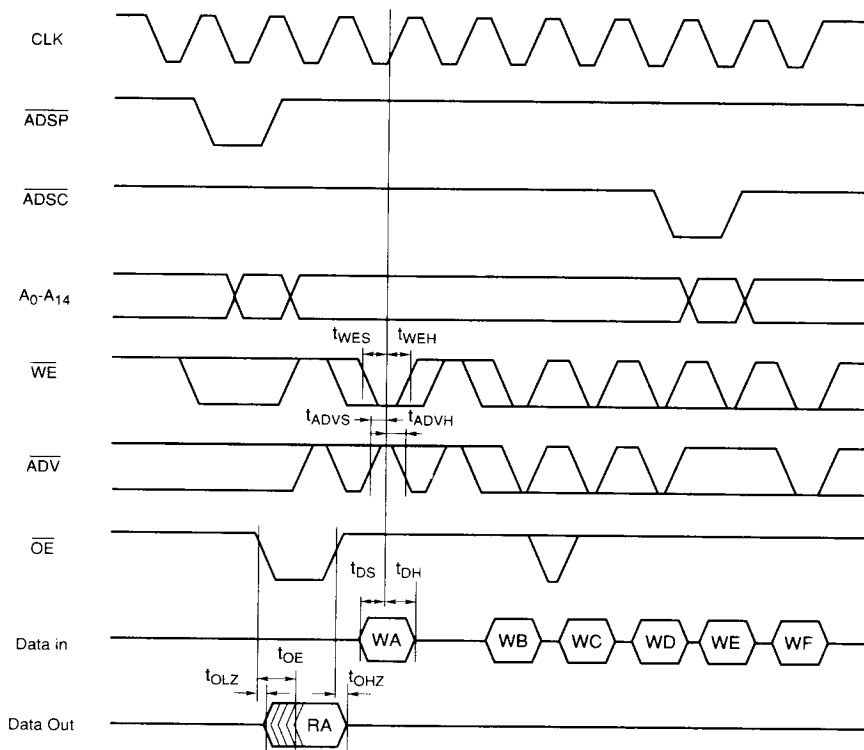 CLK
ADSP
ADSC
A0-A14
tWES tWEH
WE
tADVS tADVH
ADV
OE
tDS tDH
Data in WA WB WC WD WE WF
tOE
tOLZ tOHZ
Data Out RA